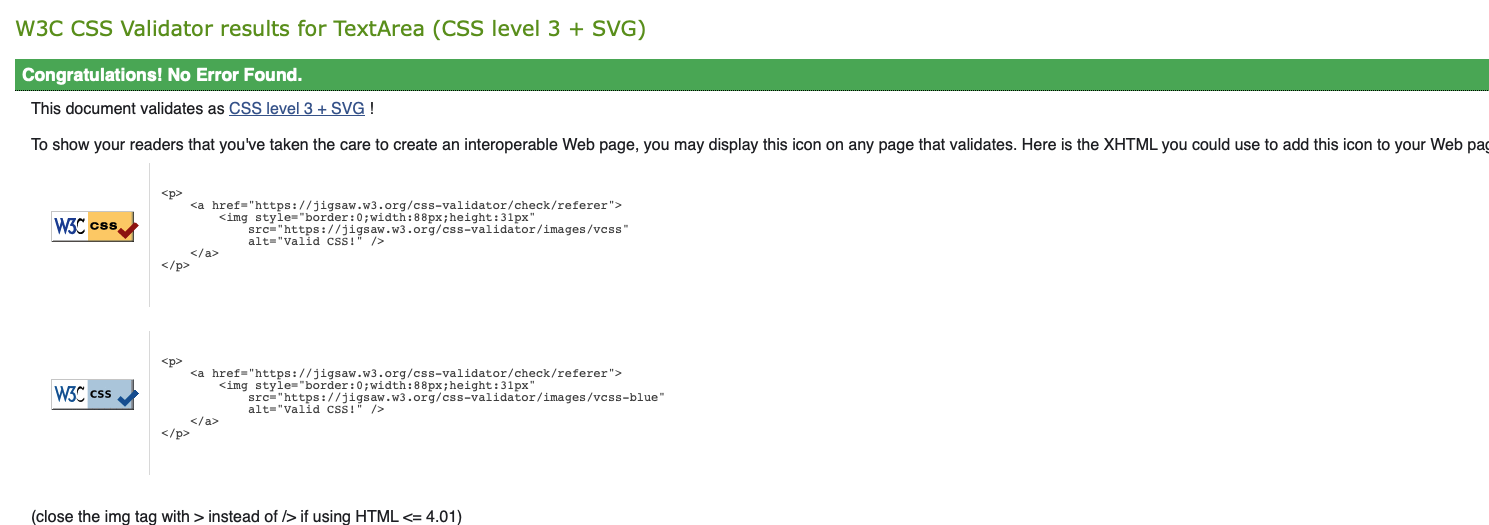 W3C CSS Validator results for TextArea (CSS level 3 + SVG)
Congratulations! No Error Found.
This document validates as CSS level 3 + SVG !
To show your readers that you've taken the care to create an interoperable Web page, you may display this icon on any page that validates. Here is the XHTML you could use to add this icon to your Web pag
W3C css
<p>
    <a href="https://jigsaw.w3.org/css-validator/check/referer">
        <img style="border:0;width:88px;height:31px"
            src="https://jigsaw.w3.org/css-validator/images/vcss"
            alt="Valid CSS!" />
    </a>
</p>
W3C css
<p>
    <a href="https://jigsaw.w3.org/css-validator/check/referer">
        <img style="border:0;width:88px;height:31px"
            src="https://jigsaw.w3.org/css-validator/images/vcss-blue"
            alt="Valid CSS!" />
    </a>
</p>
(close the img tag with > instead of /> if using HTML <= 4.01)